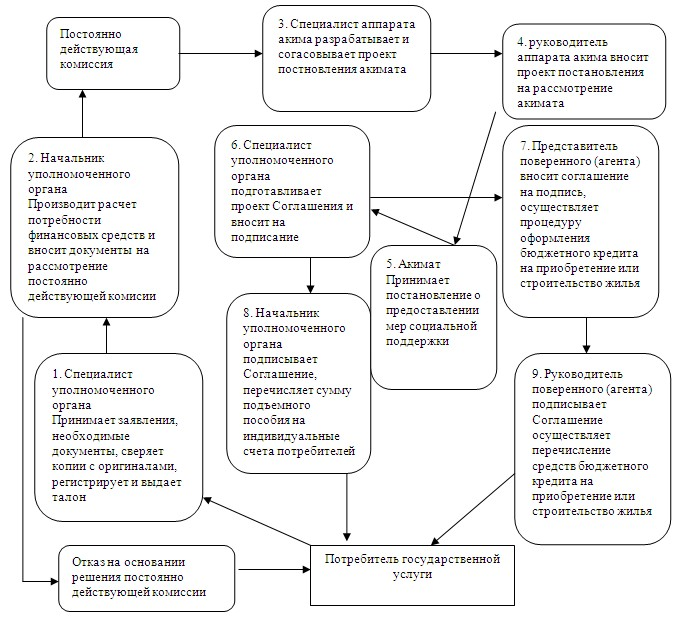 Постоянно
действующая
комиссия
3. Специалист аппарата
акима разрабатывает и
согасовывает проект
постновления акимата
4. руководитель
аппарата акима вносит
проект постановления
на рассмотрение
акимата
2. Начальник
уполномоченного
органа
Производит расчет
потребности
финансовых средств и
вносит документы на
рассмотрение
постоянно
действующей комисии
6. Специалист
уполномоченного
органа
подготавливает
проект Соглашения и
вносит на
подписание
7. Представитель
поверенного (агента)
вносит соглашение
на подпись,
осуществляет
процедуру
оформления
бюджетного кредита
на приобретение или
строительство жилья
5. Акимат
Принимает
постановление о
предоставлении
мер социальной
поддержки
8. Начальник
уполномоченного
органа
подписывает
Соглашение,
перечисляет сумму
подъемного
пособия на
индивидуальные
счета потребителей
1. Специалист
уполномоченного
органа
Принимает заявления,
необходимые
документы, сверяет
копии с оригиналами,
регистрирует и выдает
талон
9. Руководитель
поверенного (агента)
подписывает
Соглашение
осуществляет
перечисление
средств бюджетного
кредита на
приобретение или
строительство жилья
Отказ на основании
решения постоянно
действующей комиссии
Потребитель государственной
услуги